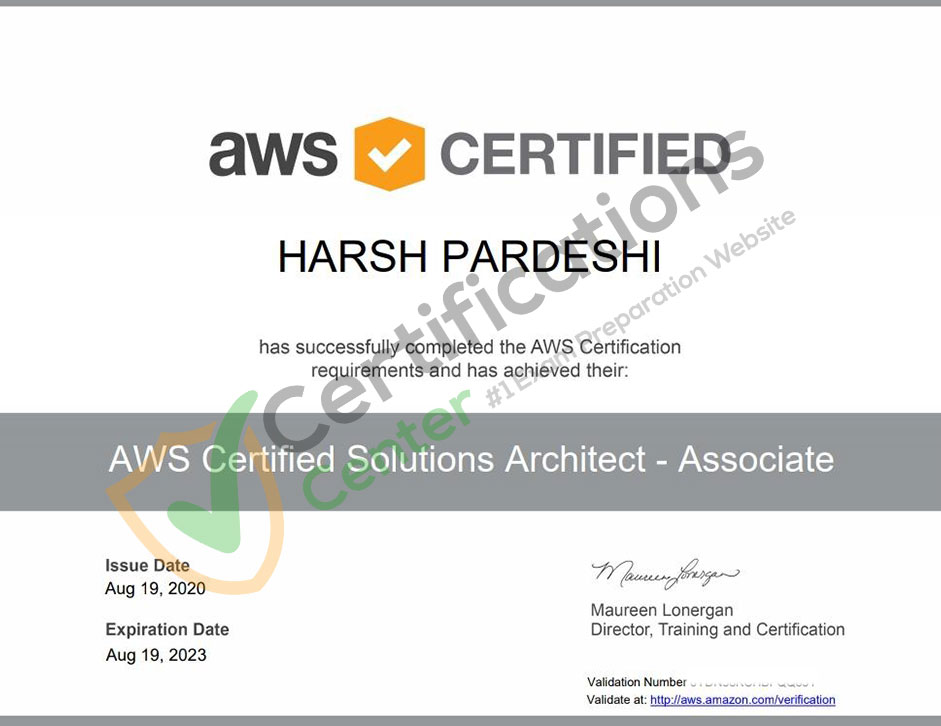 aws CERTIFIED
HARSH PARDESHI
has successfully completed the AWS Certification
requirements and has achieved their:
AWS Certified Solutions Architect - Associate
Certifications
Center
#1 Exam Preparation Website
Issue Date
Aug 19, 2020
Expiration Date
Aug 19, 2023
Maureen Lonergan
Maureen Lonergan
Director, Training and Certification
Validation Number
Validate at: http://aws.amazon.com/verification